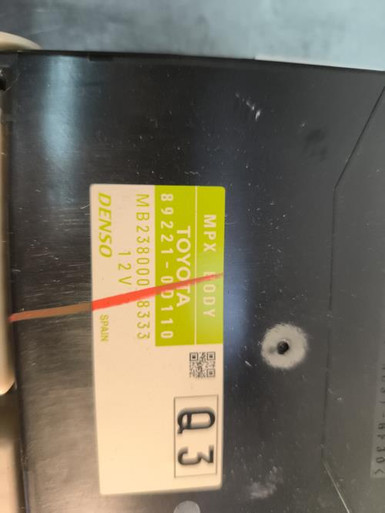 MPX BODY
TOYOTA
89221-0D110
MB238000-8333
12V
DENSO SPAIN
Q3